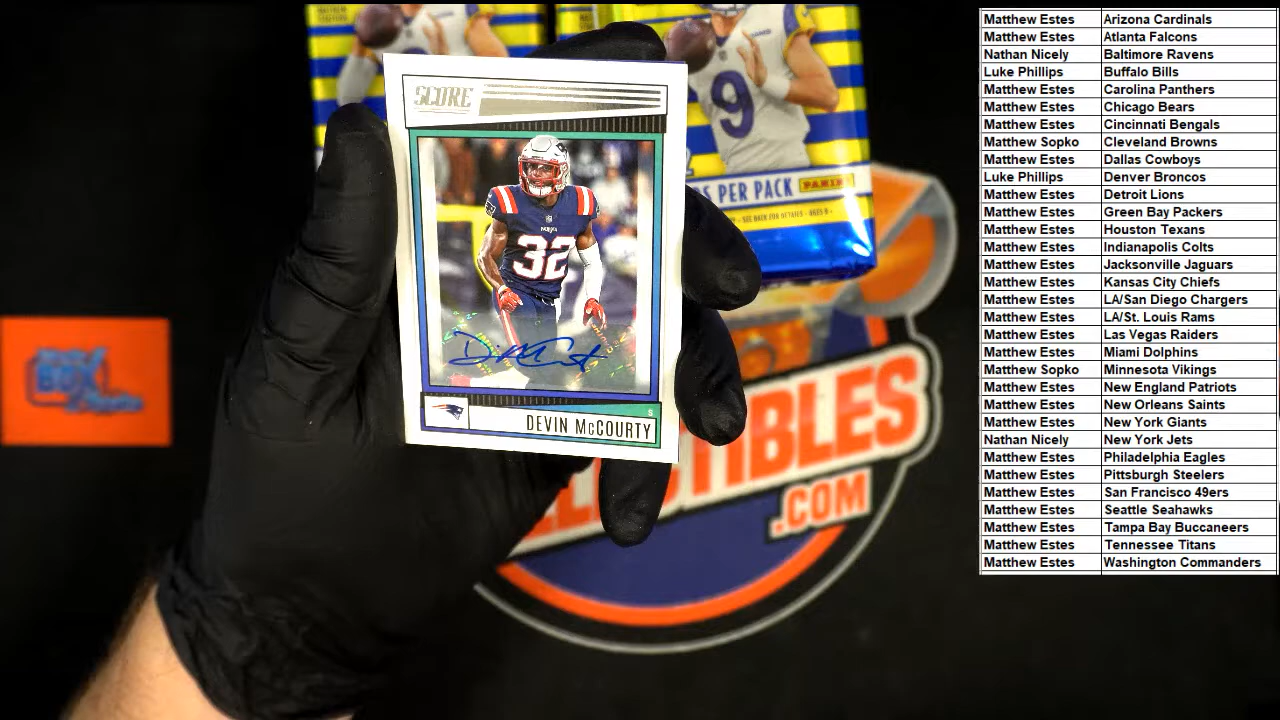 SCORE
PATRIOTS
32
S
DEVIN McCOURTY
9
S PER PACK PANINI
BOX
TIBLES
.COM
Matthew Estes Arizona Cardinals
Matthew Estes Atlanta Falcons
Nathan Nicely Baltimore Ravens
Luke Phillips Buffalo Bills
Matthew Estes Carolina Panthers
Matthew Estes Chicago Bears
Matthew Estes Cincinnati Bengals
Matthew Sopko Cleveland Browns
Matthew Estes Dallas Cowboys
Luke Phillips Denver Broncos
Matthew Estes Detroit Lions
Matthew Estes Green Bay Packers
Matthew Estes Houston Texans
Matthew Estes Indianapolis Colts
Matthew Estes Jacksonville Jaguars
Matthew Estes Kansas City Chiefs
Matthew Estes LA/San Diego Chargers
Matthew Estes LA/St. Louis Rams
Matthew Estes Las Vegas Raiders
Matthew Estes Miami Dolphins
Matthew Sopko Minnesota Vikings
Matthew Estes New England Patriots
Matthew Estes New Orleans Saints
Matthew Estes New York Giants
Nathan Nicely New York Jets
Matthew Estes Philadelphia Eagles
Matthew Estes Pittsburgh Steelers
Matthew Estes San Francisco 49ers
Matthew Estes Seattle Seahawks
Matthew Estes Tampa Bay Buccaneers
Matthew Estes Tennessee Titans
Matthew Estes Washington Commanders